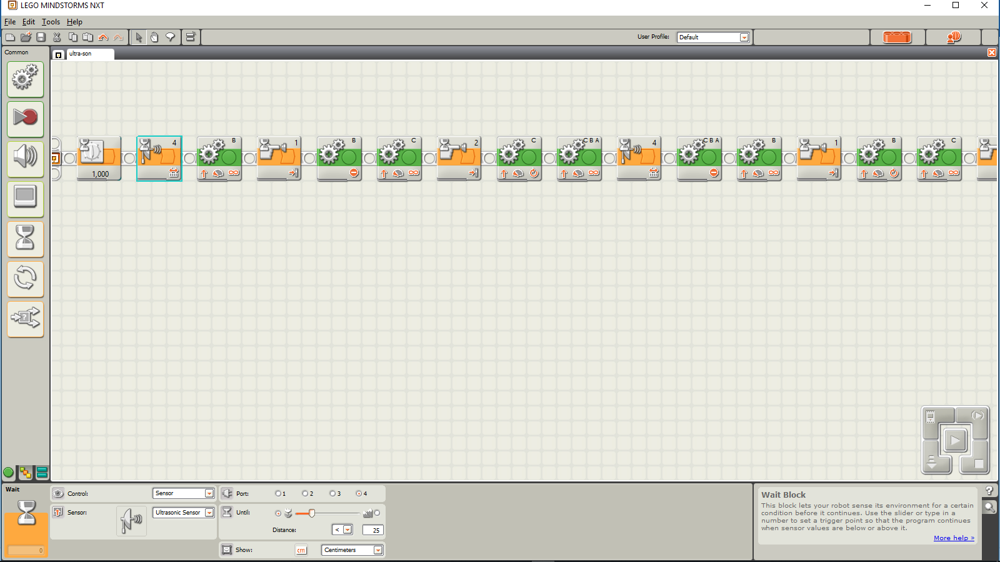 LEGO MINDSTORMS NXT
File Edit Tools Help
User Profile: Default
Common
ultra-son
4 B 1 B C 2 C C B A 4 C B A B 1 B C
1,000
Wait
0
Control: Sensor
Sensor: Ultrasonic Sensor
Port: 1 2 3 4
Until:
Distance: < 25
Show: cm Centimeters
Wait Block
This block lets your robot sense its environment for a certain
condition before it continues. Use the slider or type in a
number to set a trigger point so that the program continues
when sensor values are below or above it.
More help »